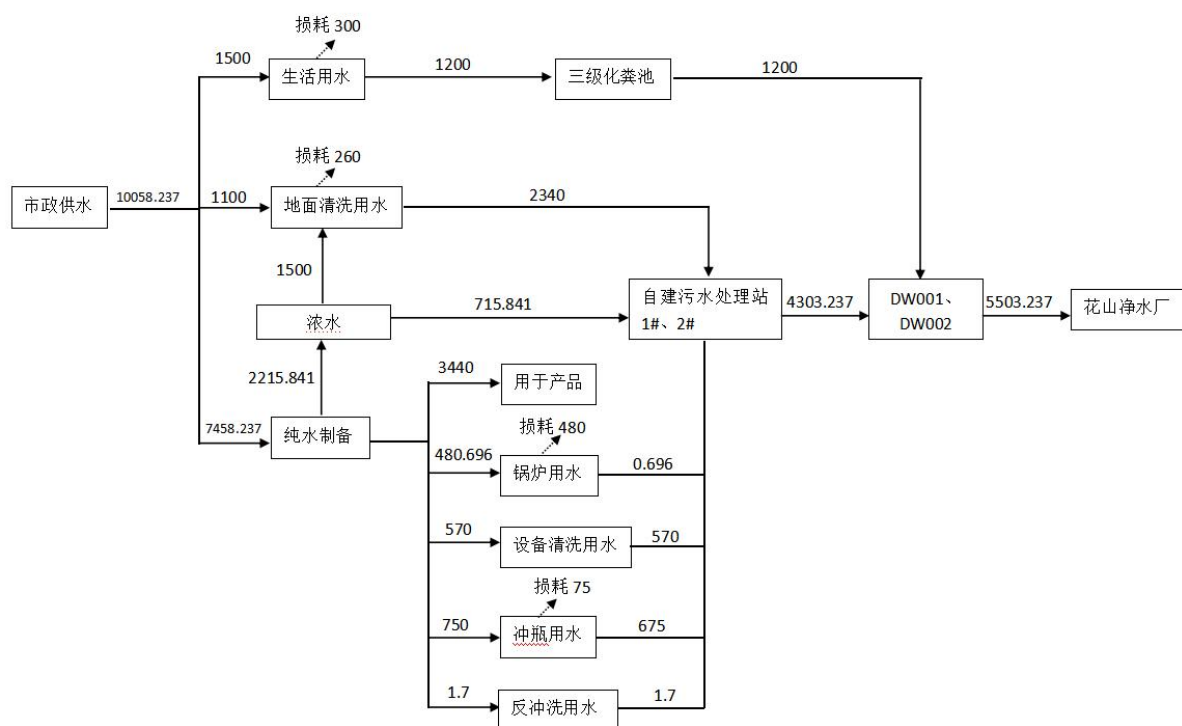 损耗 300
1500
生活用水
1200
三级化粪池
1200
损耗 260
市政供水
10058.237
1100
地面清洗用水
2340
1500
浓水
715.841
自建污水处理站
1#、2#
4303.237
DW001、
DW002
5503.237
花山净水厂
2215.841
3440
用于产品
7458.237
纯水制备
损耗 480
480.696
锅炉用水
0.696
570
设备清洗用水
570
损耗 75
750
冲瓶用水
675
1.7
反冲洗用水
1.7